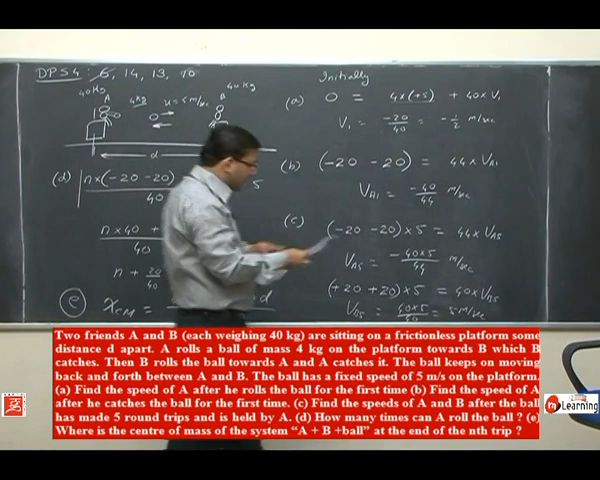 DPS4 : 6, 14, 13, 10
Initially
40 Kg
A
4Kg
u = 5 m/sec
B
40 Kg
d
(a) 0 = 4×(+5) + 40×V1
V1 = -20/40 = -1/2 m/sec
(b) (-20 -20) = 44×VA1
VA1 = -40/44 m/sec
(c) (-20 -20)×5 = 44×VA5
VA5 = -40×5/44 m/sec
(+20 +20)×5 = 40×VB5
VB5 = 40×5/40 = 5 m/sec
(d) n×(-20 -20)
40
5
n×40 +
40
n + 20/40
(e) XCM =
d
Two friends A and B (each weighing 40 kg) are sitting on a frictionless platform some
distance d apart. A rolls a ball of mass 4 kg on the platform towards B which B
catches. Then B rolls the ball towards A and A catches it. The ball keeps on moving
back and forth between A and B. The ball has a fixed speed of 5 m/s on the platform.
(a) Find the speed of A after he rolls the ball for the first time (b) Find the speed of A
after he catches the ball for the first time. (c) Find the speeds of A and B after the ball
has made 5 round trips and is held by A. (d) How many times can A roll the ball ? (e)
Where is the centre of mass of the system “A + B +ball” at the end of the nth trip ?
Learning